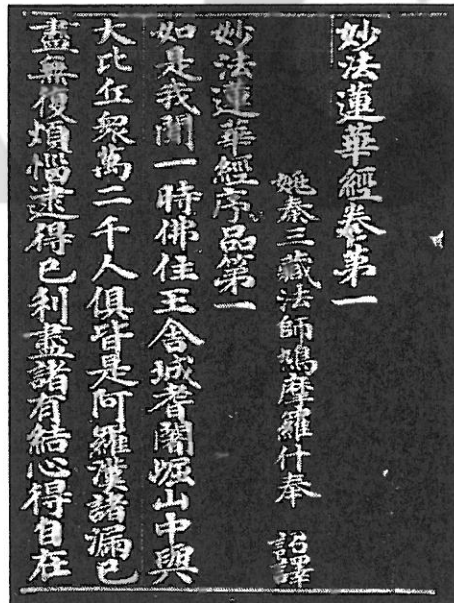 妙法蓮華經卷第一
姚秦三藏法師鳩摩羅什奉 詔譯
妙法蓮華經序品第一
如是我聞一時佛住王舍城耆闍崛山中與
大比丘衆萬二千人俱皆是阿羅漢諸漏已
盡無復煩惱逮得已利盡諸有結心得自在